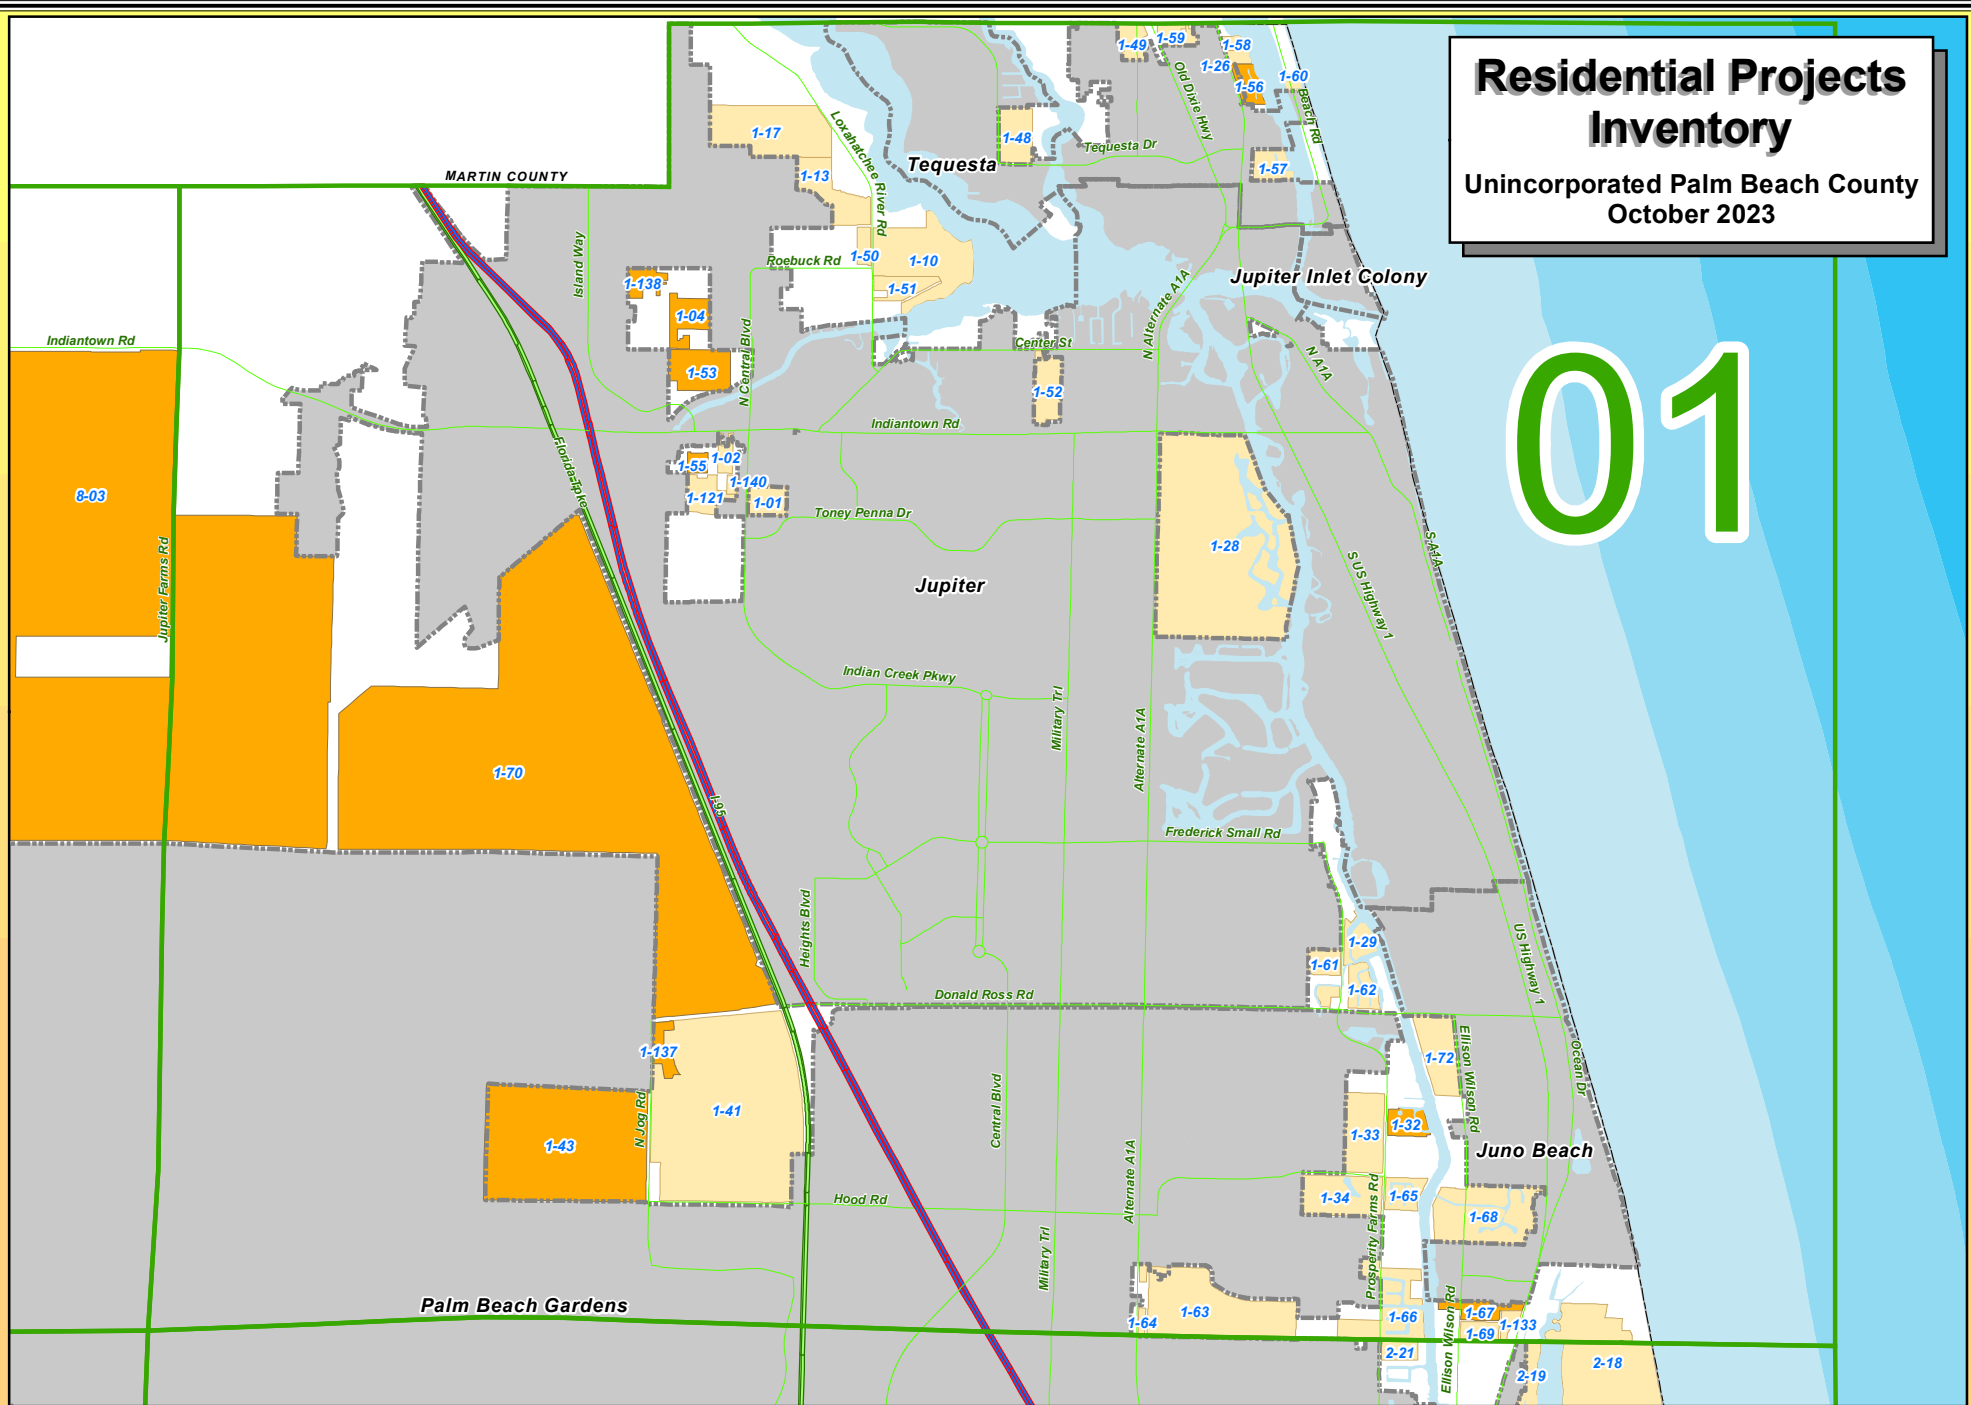 Residential Projects
Inventory
Unincorporated Palm Beach County
October 2023
01
MARTIN COUNTY
Tequesta
Jupiter Inlet Colony
Jupiter
Juno Beach
Palm Beach Gardens
1-49
1-59
1-58
1-26
1-56
1-60
Old Dixie Hwy
Beach Rd
1-17
Loxahatchee River Rd
1-48
Tequesta Dr
1-13
1-57
Island Way
Roebuck Rd
1-50
1-10
1-51
N Alternate A1A
1-138
1-04
1-53
N Central Blvd
Center St
N A1A
Indiantown Rd
1-52
Indiantown Rd
Florida Tpke
1-55
1-02
1-140
1-121
1-01
Toney Penna Dr
8-03
Jupiter Farms Rd
1-28
S US Highway 1
S A1A
Indian Creek Pkwy
Military Trl
Alternate A1A
1-70
I-95
Frederick Small Rd
Heights Blvd
1-29
1-61
1-62
US Highway 1
Donald Ross Rd
1-137
1-41
N Jog Rd
1-43
Central Blvd
1-72
Ellison Wilson Rd
Ocean Dr
1-33
1-32
Alternate A1A
1-34
1-65
Prosperity Farms Rd
1-68
Hood Rd
Military Trl
1-63
1-64
1-66
Ellison Wilson Rd
1-67
1-69
1-133
2-21
2-19
2-18